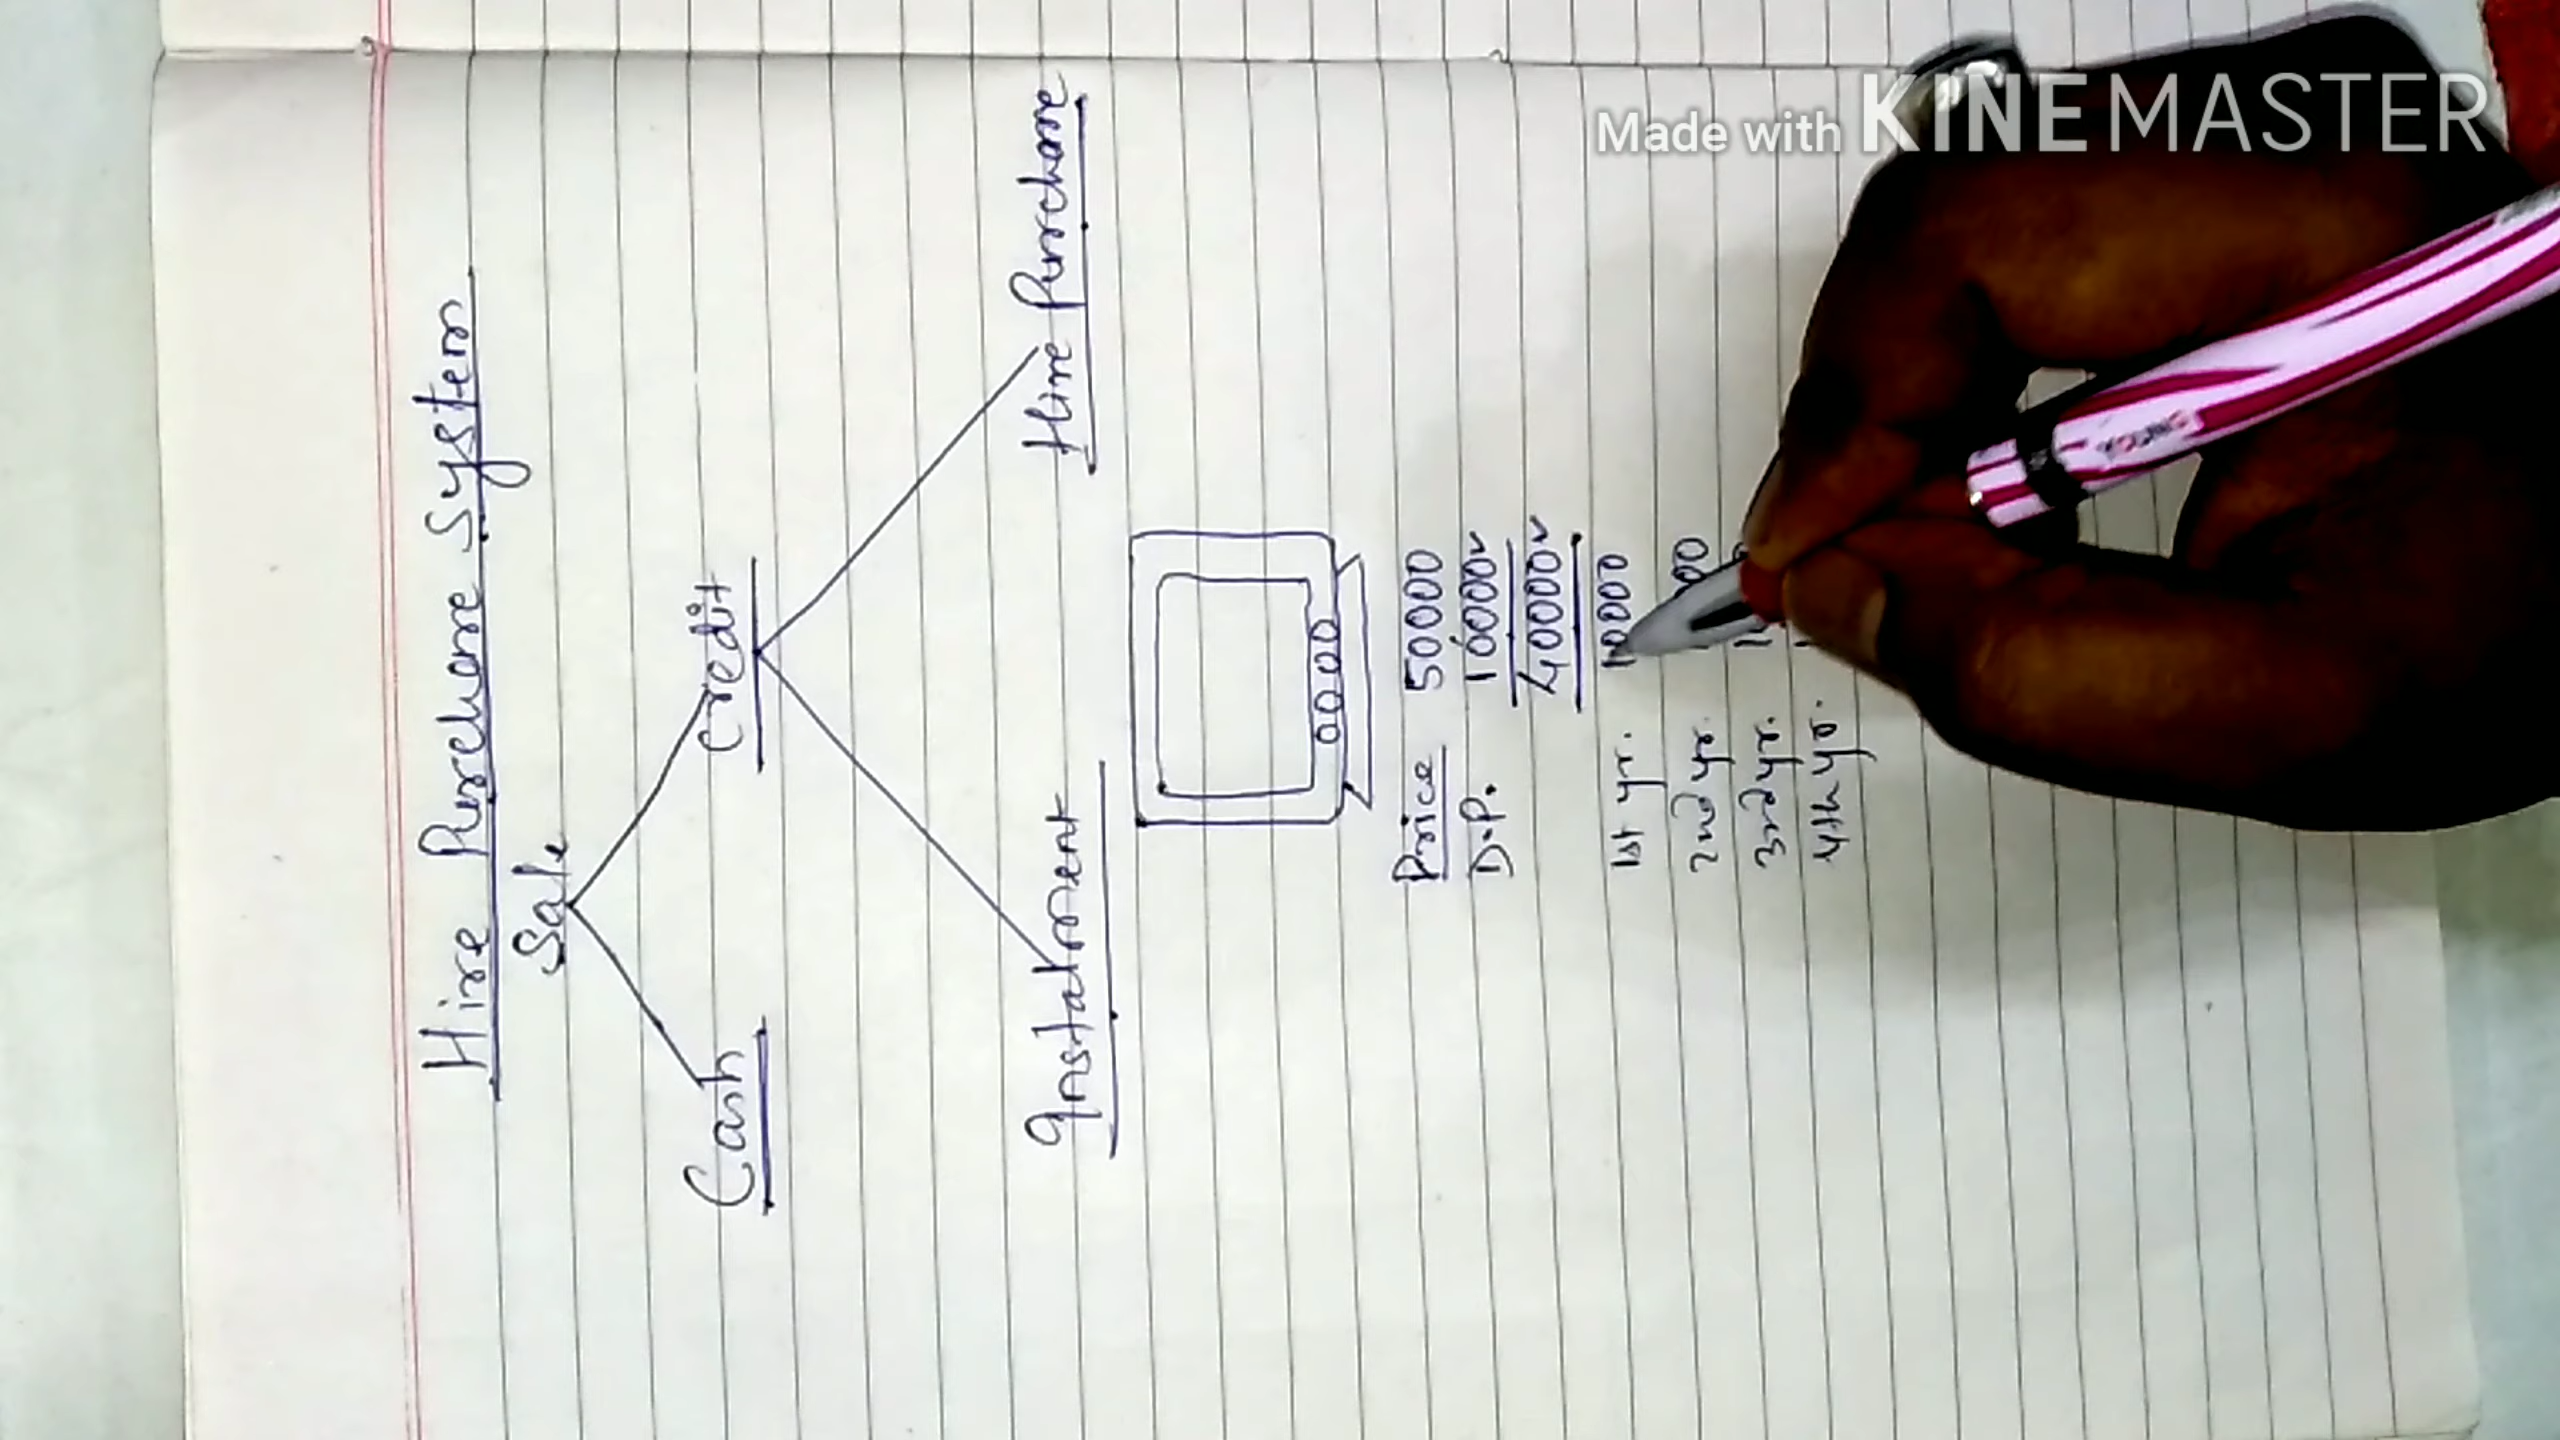 Made with KINEMASTER
Hire Purchase System
Sale
Cash Credit
Instalment Hire Purchase
0000
Price 50000
D.P. 10000
40000
1st yr. 10000
2nd yr.
3rd yr.
4th yr.